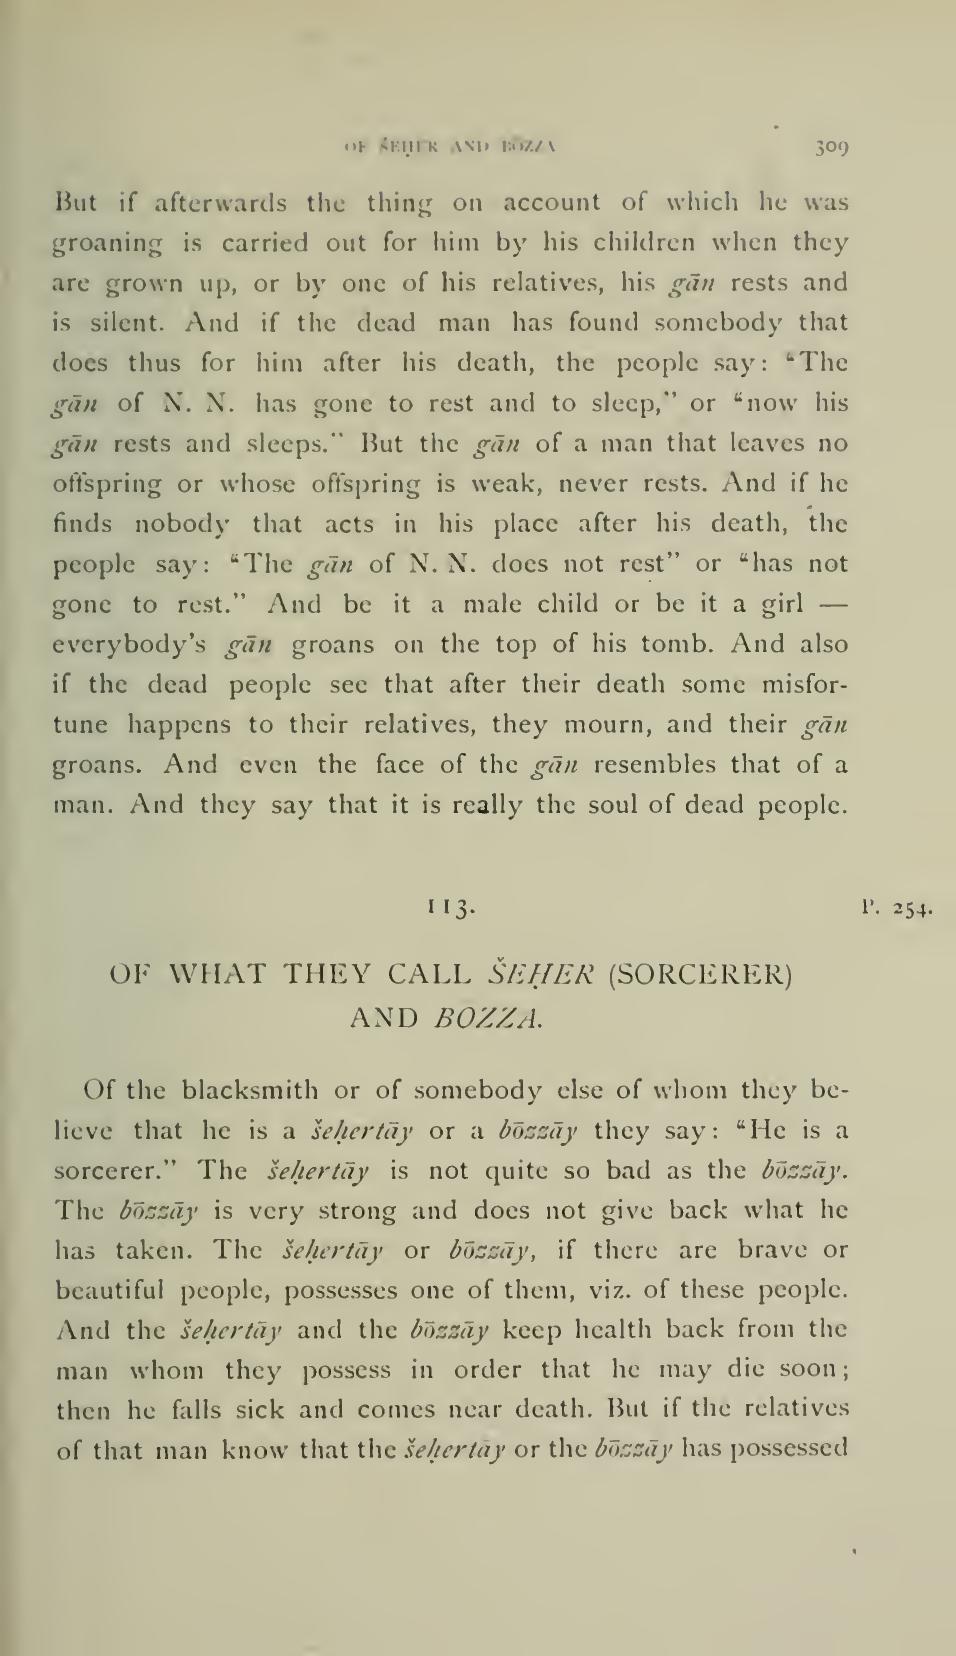 OF ŠEḤER AND BŌZZA 309
But if afterwards the thing on account of which he was
groaning is carried out for him by his children when they
are grown up, or by one of his relatives, his gān rests and
is silent. And if the dead man has found somebody that
does thus for him after his death, the people say: “The
gān of N. N. has gone to rest and to sleep,” or “now his
gān rests and sleeps.” But the gān of a man that leaves no
offspring or whose offspring is weak, never rests. And if he
finds nobody that acts in his place after his death, the
people say: “The gān of N. N. does not rest” or “has not
gone to rest.” And be it a male child or be it a girl —
everybody’s gān groans on the top of his tomb. And also
if the dead people see that after their death some misfor-
tune happens to their relatives, they mourn, and their gān
groans. And even the face of the gān resembles that of a
man. And they say that it is really the soul of dead people.
113. P. 254.
OF WHAT THEY CALL ŠEḤER (SORCERER)
AND BOZZA.
Of the blacksmith or of somebody else of whom they be-
lieve that he is a šeḥertāy or a bōzzāy they say: “He is a
sorcerer.” The šeḥertāy is not quite so bad as the bōzzāy.
The bōzzāy is very strong and does not give back what he
has taken. The šeḥertāy or bōzzāy, if there are brave or
beautiful people, possesses one of them, viz. of these people.
And the šeḥertāy and the bōzzāy keep health back from the
man whom they possess in order that he may die soon;
then he falls sick and comes near death. But if the relatives
of that man know that the šeḥertāy or the bōzzāy has possessed